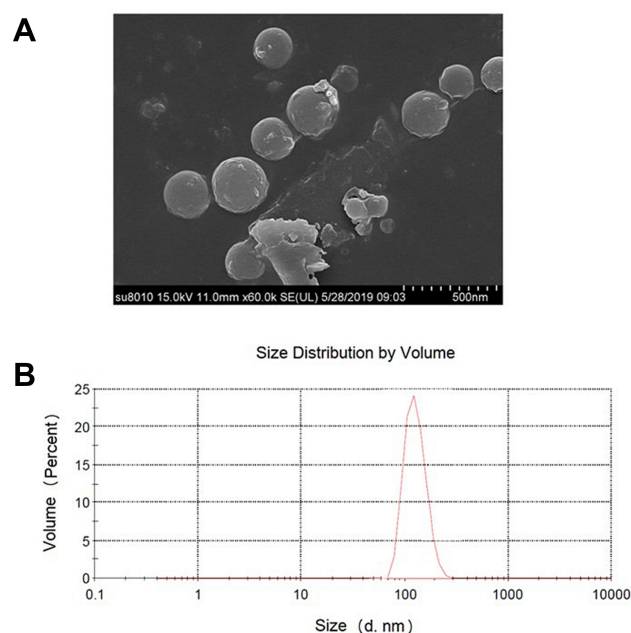 A
su8010 15.0kV 11.0mm x60.0k SE(UL) 5/28/2019 09:03 500nm
Size Distribution by Volume
B
25
20
15
10
5
0
Volume (Percent)
0.1 1 10 100 1000 10000
Size (d. nm)